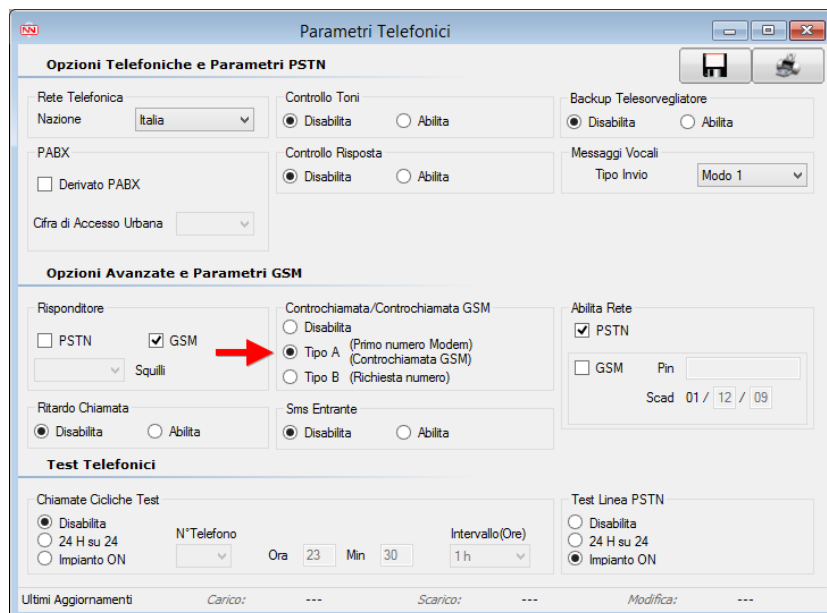 Parametri Telefonici
Opzioni Telefoniche e Parametri PSTN
Rete Telefonica
Nazione Italia
Controllo Toni
Disabilita Abilita
Backup Telesorvegliatore
Disabilita Abilita
PABX
Derivato PABX
Cifra di Accesso Urbana
Controllo Risposta
Disabilita Abilita
Messaggi Vocali
Tipo Invio Modo 1
Opzioni Avanzate e Parametri GSM
Risponditore
PSTN GSM
Squilli
Controchiamata/Controchiamata GSM
Disabilita
Tipo A (Primo numero Modem)
(Controchiamata GSM)
Tipo B (Richiesta numero)
Abilita Rete
PSTN
GSM Pin
Scad 01 / 12 / 09
Ritardo Chiamata
Disabilita Abilita
Sms Entrante
Disabilita Abilita
Test Telefonici
Chiamate Cicliche Test
Disabilita
24 H su 24
Impianto ON
N°Telefono
Ora 23 Min 30
Intervallo(Ore)
1 h
Test Linea PSTN
Disabilita
24 H su 24
Impianto ON
Ultimi Aggiornamenti Carico: --- Scarico: --- Modifica: ---